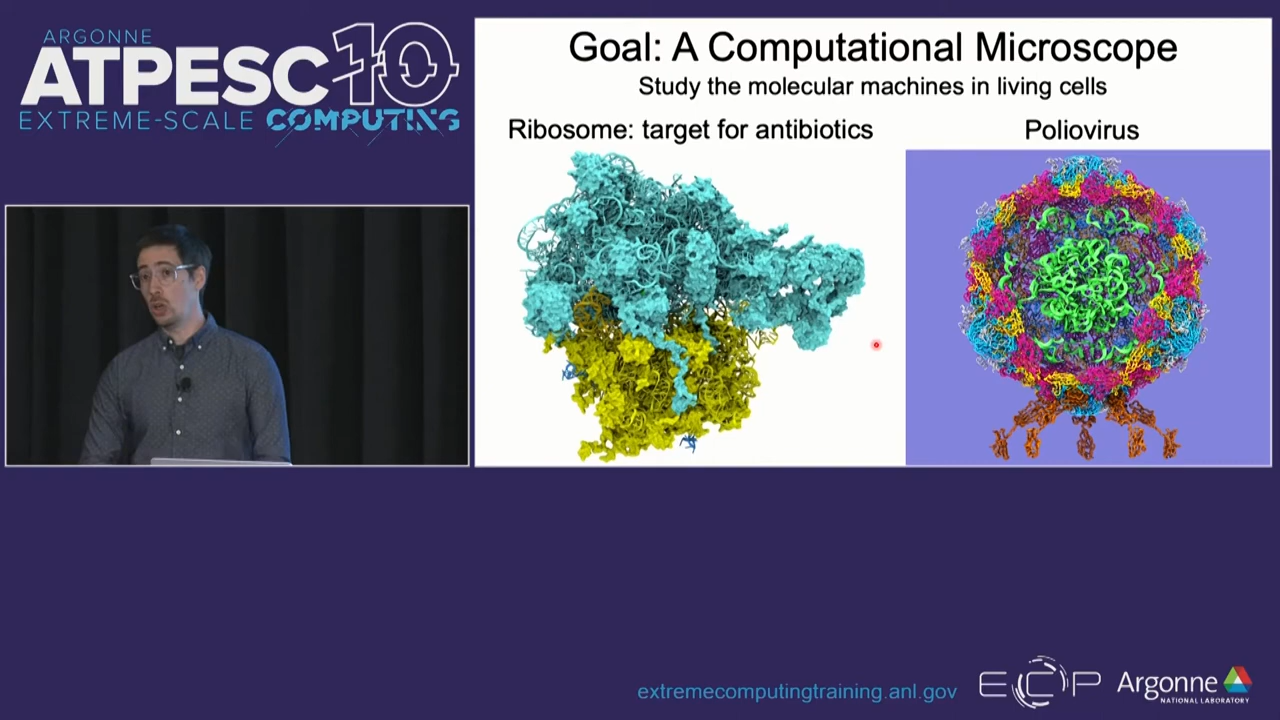 ARGONNE
ATPESC10
EXTREME-SCALE COMPUTING
Goal: A Computational Microscope
Study the molecular machines in living cells
Ribosome: target for antibiotics
Poliovirus
extremecomputingtraining.anl.gov
ECP
Argonne
NATIONAL LABORATORY